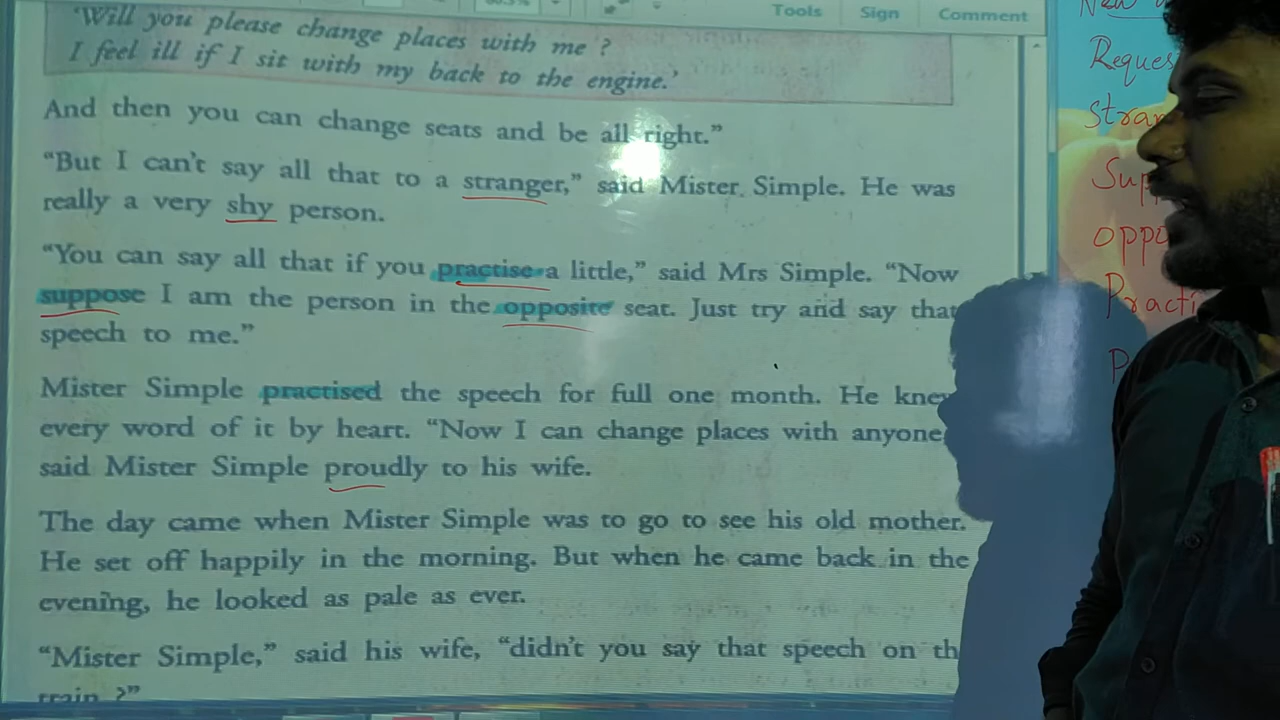 Tools Sign Comment
'Will you please change places with me ?
I feel ill if I sit with my back to the engine.'
And then you can change seats and be all right."
"But I can't say all that to a stranger," said Mister Simple. He was
really a very shy person.
"You can say all that if you practise a little," said Mrs Simple. "Now
suppose I am the person in the opposite seat. Just try and say that
speech to me."
Mister Simple practised the speech for full one month. He knew
every word of it by heart. "Now I can change places with anyone
said Mister Simple proudly to his wife.
The day came when Mister Simple was to go to see his old mother.
He set off happily in the morning. But when he came back in the
evening, he looked as pale as ever.
"Mister Simple," said his wife, "didn't you say that speech on th
train ?"
New
Reques
stran
Sup
oppo
Practi
P